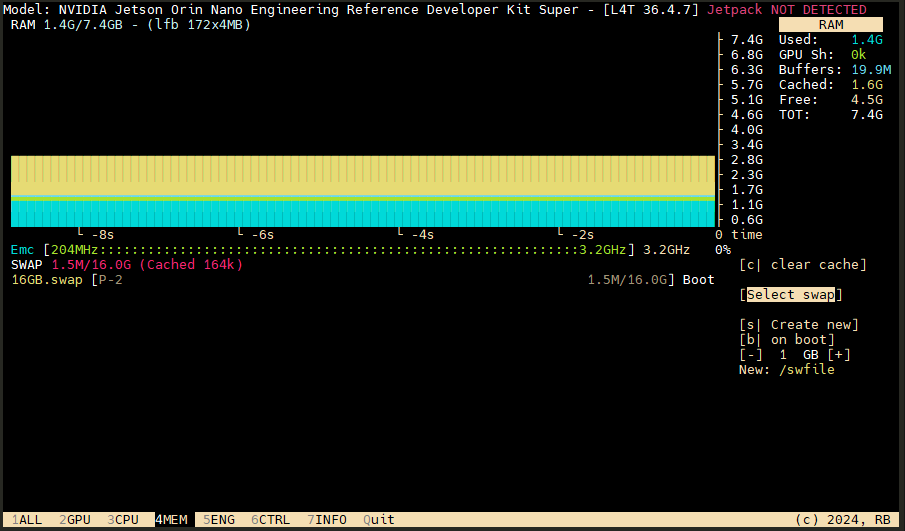 Model: NVIDIA Jetson Orin Nano Engineering Reference Developer Kit Super - [L4T 36.4.7] Jetpack NOT DETECTED
RAM 1.4G/7.4GB - (lfb 172x4MB)
RAM
7.4G Used: 1.4G
6.8G GPU Sh: 0k
6.3G Buffers: 19.9M
5.7G Cached: 1.6G
5.1G Free: 4.5G
4.6G TOT: 7.4G
4.0G
3.4G
2.8G
2.3G
1.7G
1.1G
0.6G
-8s -6s -4s -2s 0 time
Emc [204MHz::::::::::::::::::::::::::::::::::::::::::::::::::::::::::::3.2GHz] 3.2GHz 0%
SWAP 1.5M/16.0G (Cached 164k)
[c| clear cache]
16GB.swap [P-2 1.5M/16.0G] Boot
[Select swap]
[s| Create new]
[b| on boot]
[-] 1 GB [+]
New: /swfile
1ALL 2GPU 3CPU 4MEM 5ENG 6CTRL 7INFO Quit (c) 2024, RB